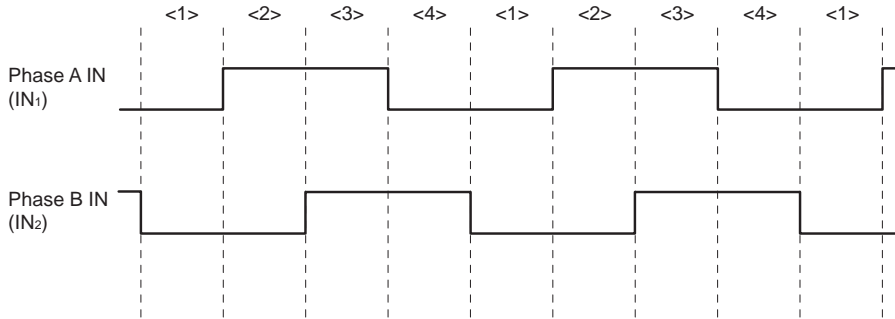 <1> <2> <3> <4> <1> <2> <3> <4> <1>
Phase A IN
(IN₁)
Phase B IN
(IN₂)